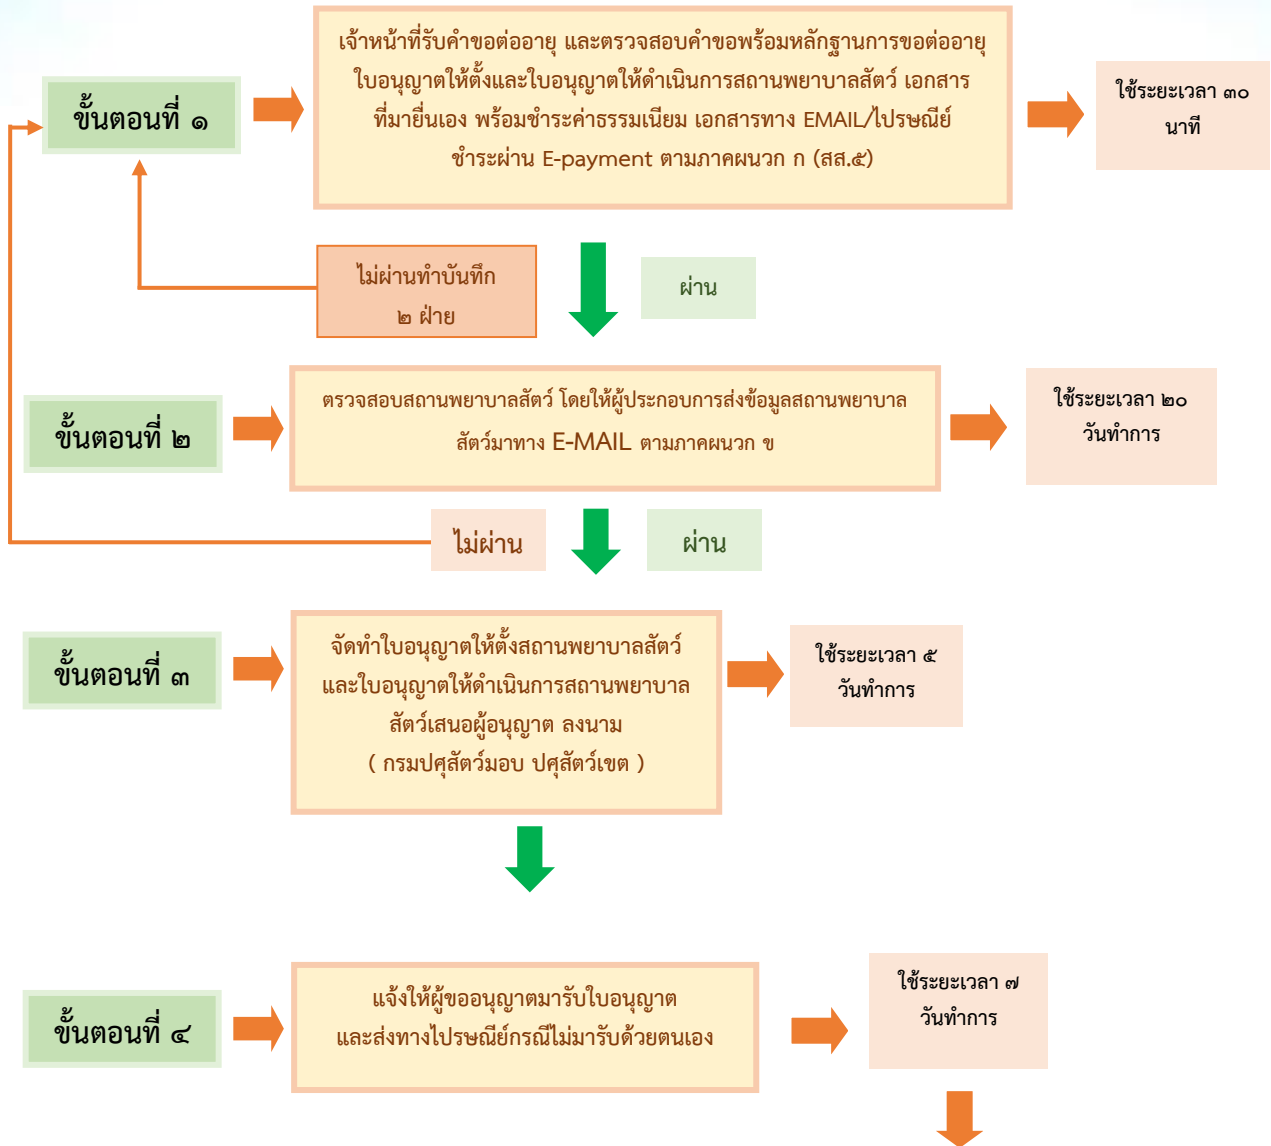 ขั้นตอนที่ ๑
เจ้าหน้าที่รับคำขอต่ออายุ และตรวจสอบคำขอพร้อมหลักฐานการขอต่ออายุ
ใบอนุญาตให้ตั้งและใบอนุญาตให้ดำเนินการสถานพยาบาลสัตว์ เอกสาร
ที่มายื่นเอง พร้อมชำระค่าธรรมเนียม เอกสารทาง EMAIL/ไปรษณีย์
ชำระผ่าน E-payment ตามภาคผนวก ก (สส.๕)
ใช้ระยะเวลา ๓๐
นาที
ไม่ผ่านทำบันทึก
๒ ฝ่าย
ผ่าน
ขั้นตอนที่ ๒
ตรวจสอบสถานพยาบาลสัตว์ โดยให้ผู้ประกอบการส่งข้อมูลสถานพยาบาล
สัตว์มาทาง E-MAIL ตามภาคผนวก ข
ใช้ระยะเวลา ๒๐
วันทำการ
ไม่ผ่าน
ผ่าน
ขั้นตอนที่ ๓
จัดทำใบอนุญาตให้ตั้งสถานพยาบาลสัตว์
และใบอนุญาตให้ดำเนินการสถานพยาบาล
สัตว์เสนอผู้อนุญาต ลงนาม
( กรมปศุสัตว์มอบ ปศุสัตว์เขต )
ใช้ระยะเวลา ๕
วันทำการ
ขั้นตอนที่ ๔
แจ้งให้ผู้ขออนุญาตมารับใบอนุญาต
และส่งทางไปรษณีย์กรณีไม่มารับด้วยตนเอง
ใช้ระยะเวลา ๗
วันทำการ